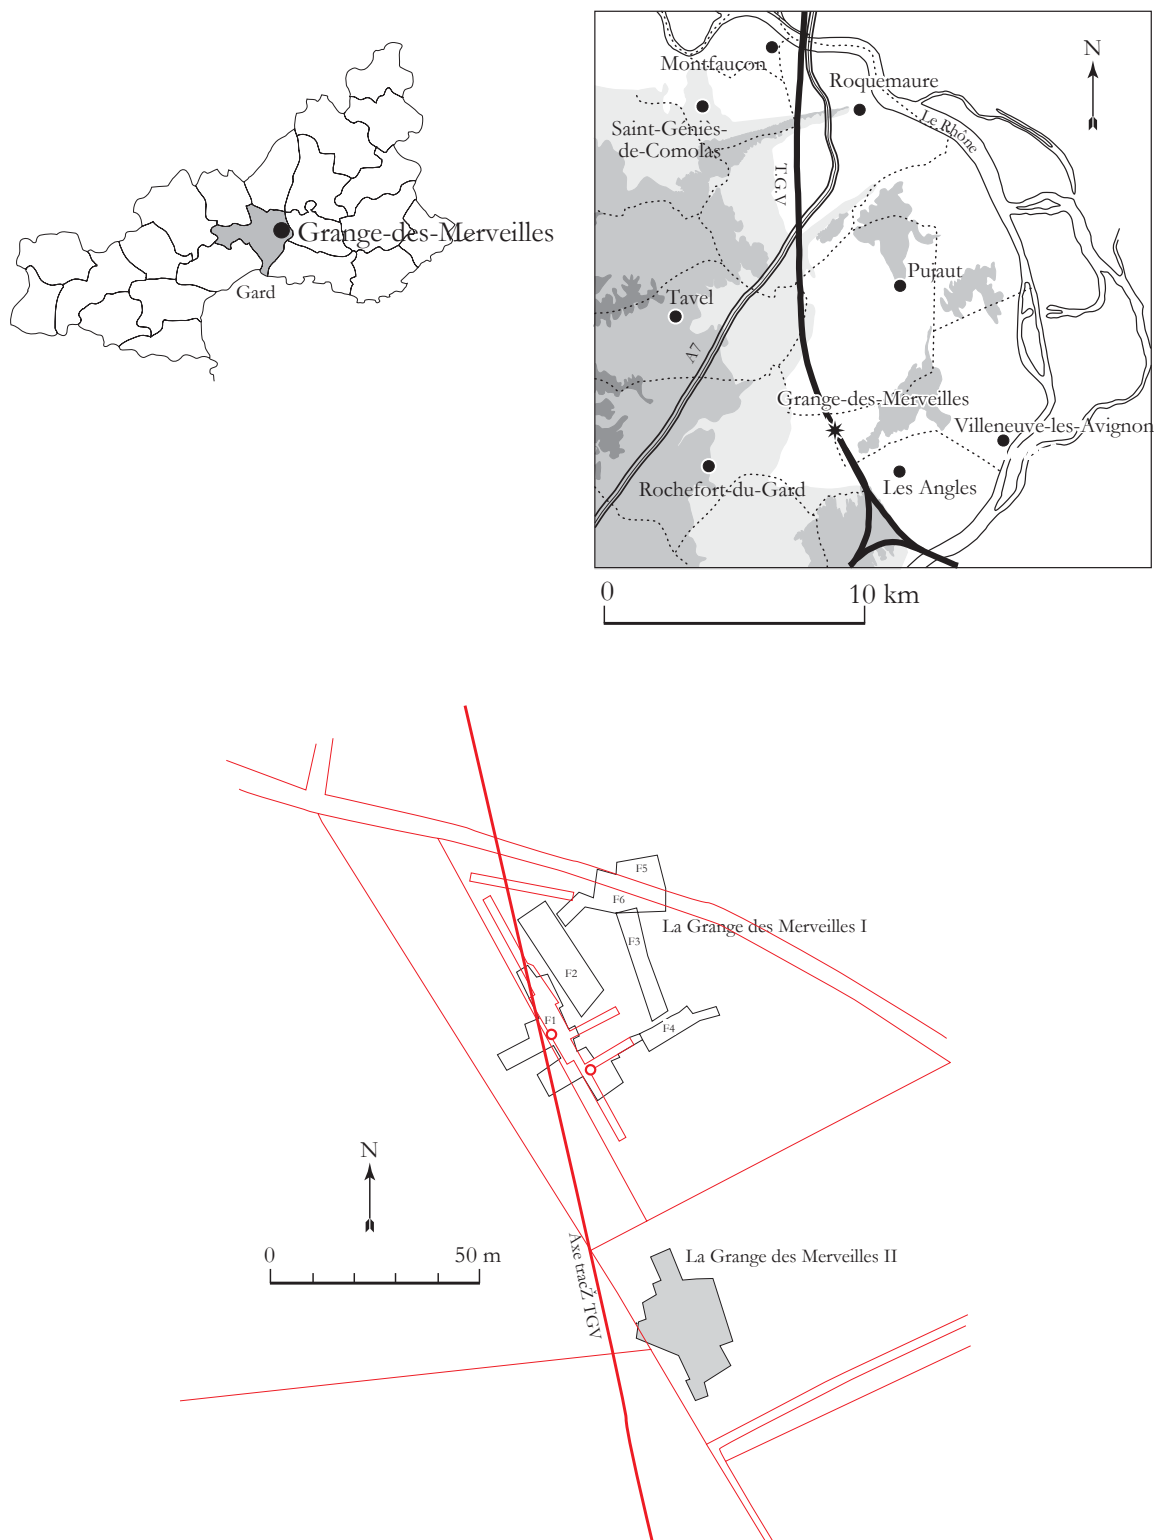 Grange-des-Merveilles
Gard
N
Montfaucon
Roquemaure
Saint-Génies-
de-Comolas
Le Rhône
T.G.V
Pujaut
Tavel
A7
Grange-des-Merveilles
Villeneuve-les-Avignon
Rochefort-du-Gard
Les Angles
0 10 km
F5
F6
La Grange des Merveilles I
F3
F2
F1
F4
N
0 50 m
Axe tracŽ TGV
La Grange des Merveilles II